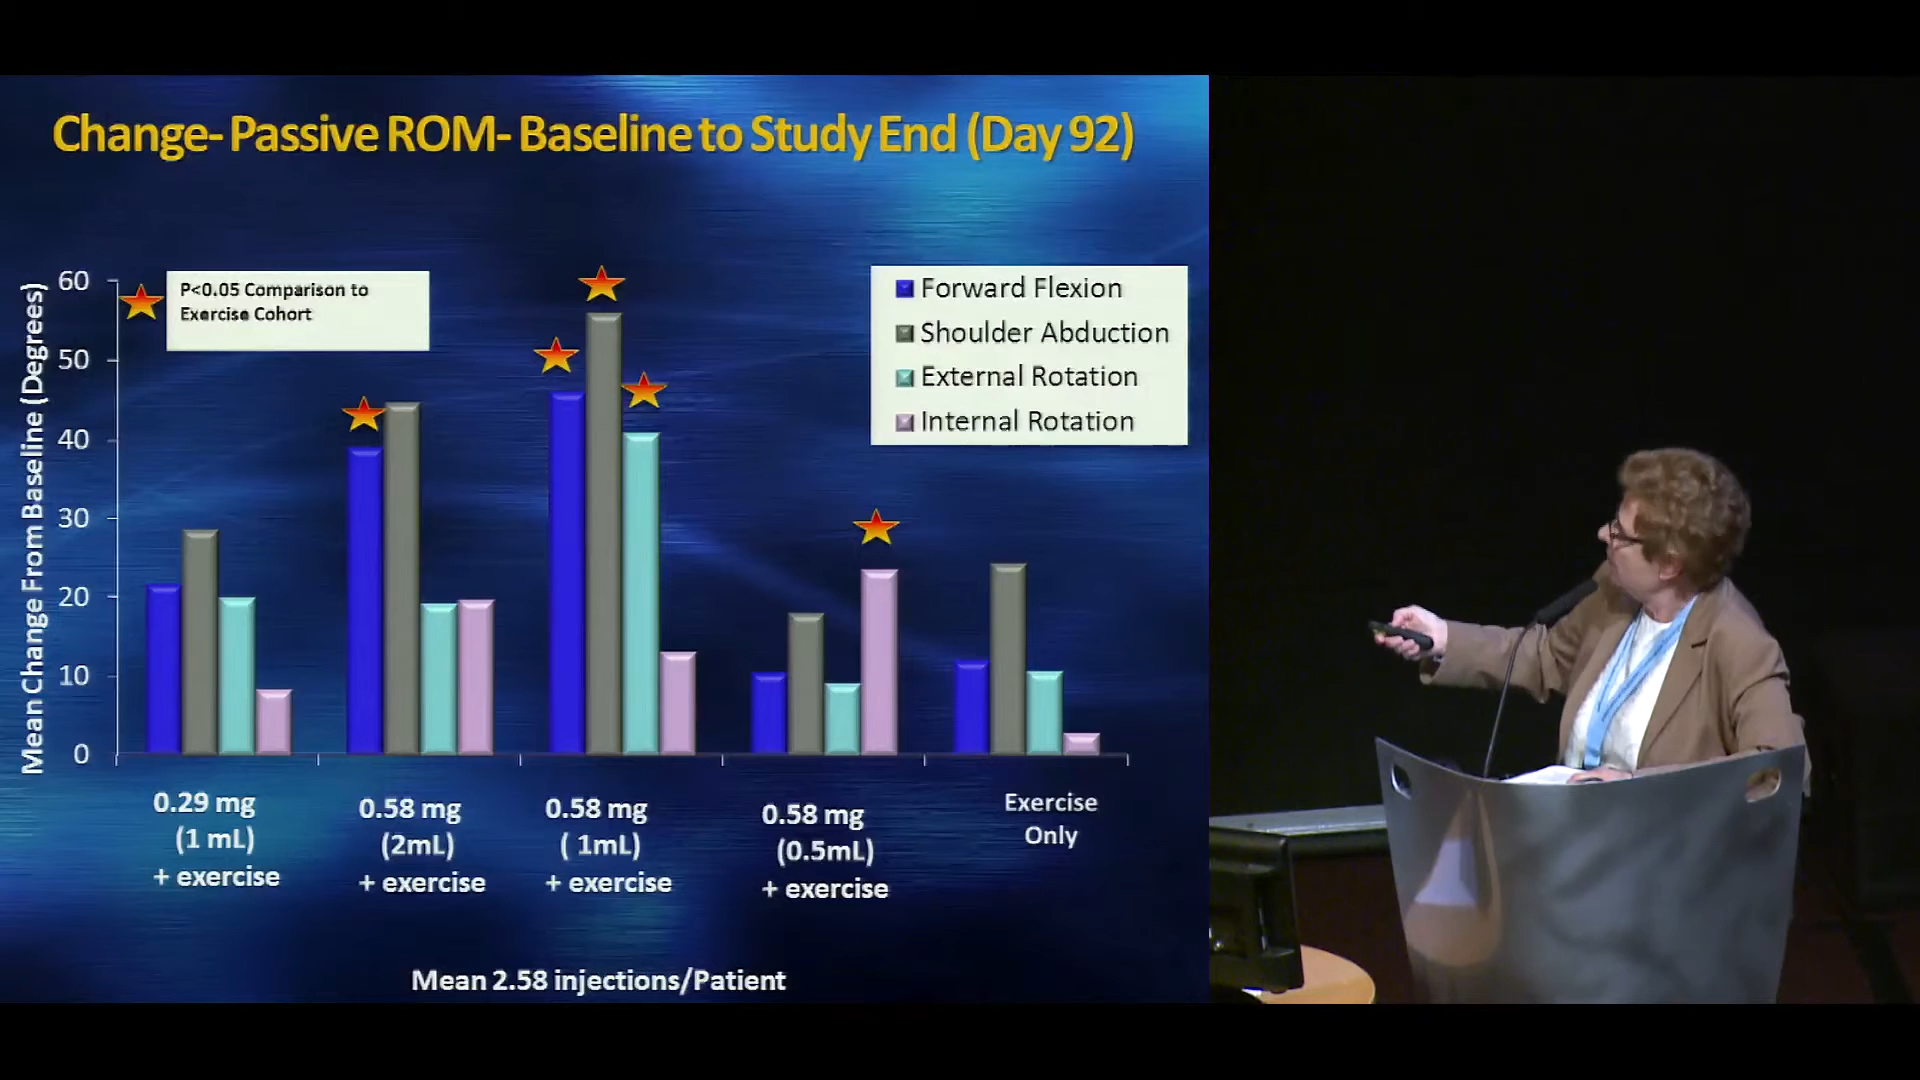 Change- Passive ROM- Baseline to Study End (Day 92)
Mean Change From Baseline (Degrees)
60
50
40
30
20
10
0
P<0.05 Comparison to
Exercise Cohort
Forward Flexion
Shoulder Abduction
External Rotation
Internal Rotation
0.29 mg
(1 mL)
+ exercise
0.58 mg
(2mL)
+ exercise
0.58 mg
( 1mL)
+ exercise
0.58 mg
(0.5mL)
+ exercise
Exercise
Only
Mean 2.58 injections/Patient